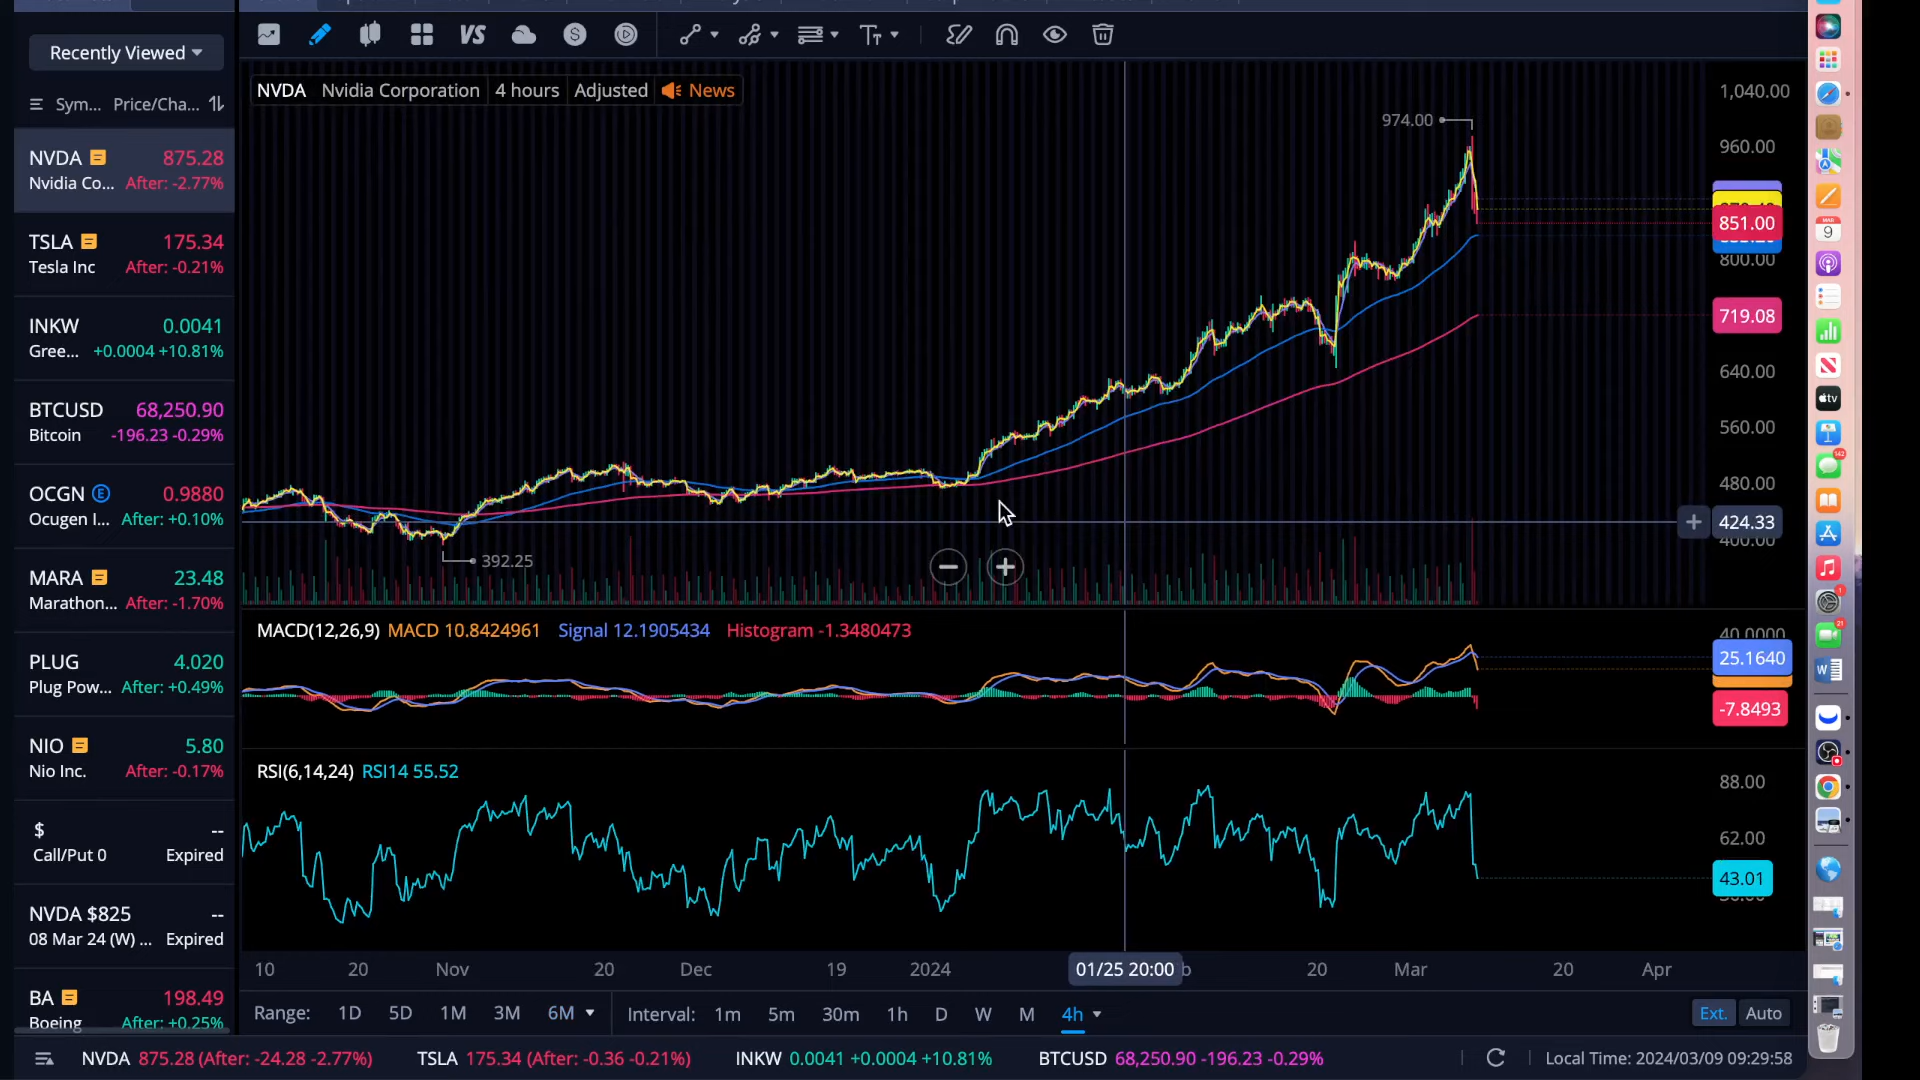 Recently Viewed
Sym... Price/Cha...
NVDA 875.28
Nvidia Co... After: -2.77%
TSLA 175.34
Tesla Inc After: -0.21%
INKW 0.0041
Gree... +0.0004 +10.81%
BTCUSD 68,250.90
Bitcoin -196.23 -0.29%
OCGN E 0.9880
Ocugen I... After: +0.10%
MARA 23.48
Marathon... After: -1.70%
PLUG 4.020
Plug Pow... After: +0.49%
NIO 5.80
Nio Inc. After: -0.17%
$ --
Call/Put 0 Expired
NVDA $825 --
08 Mar 24 (W) ... Expired
BA 198.49
Boeing After: +0.25%
VS
NVDA Nvidia Corporation 4 hours Adjusted News
974.00
392.25
1,040.00
960.00
851.00
800.00
719.08
640.00
560.00
480.00
424.33
400.00
MACD(12,26,9) MACD 10.8424961 Signal 12.1905434 Histogram -1.3480473
40.0000
25.1640
-7.8493
RSI(6,14,24) RSI14 55.52
88.00
62.00
43.01
10 20 Nov 20 Dec 19 2024 01/25 20:00 20 Mar 20 Apr
Range: 1D 5D 1M 3M 6M Interval: 1m 5m 30m 1h D W M 4h Ext. Auto
NVDA 875.28 (After: -24.28 -2.77%) TSLA 175.34 (After: -0.36 -0.21%) INKW 0.0041 +0.0004 +10.81% BTCUSD 68,250.90 -196.23 -0.29% Local Time: 2024/03/09 09:29:58
MAR
9
tv
142
1
21
W